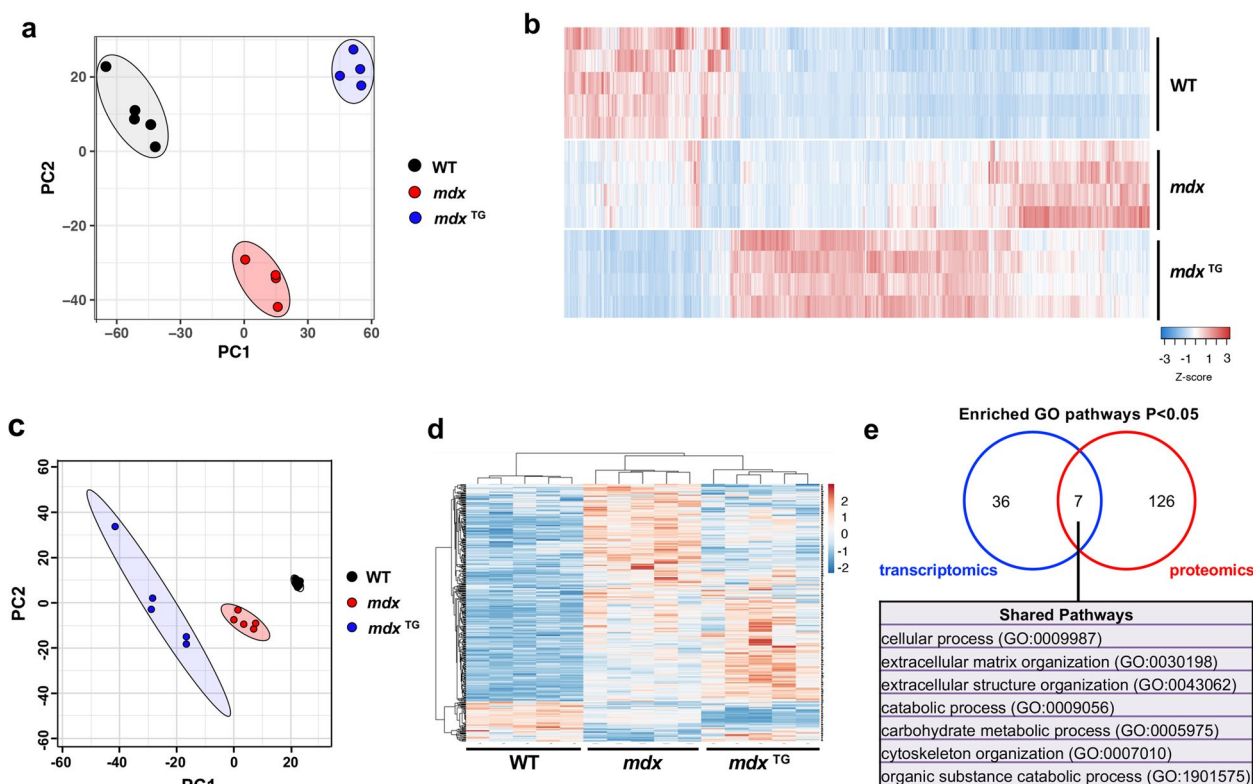 a
PC2
20
0
−20
−40
−60
−30
0
30
60
PC1
WT
mdx
mdx TG
b
WT
mdx
mdx TG
-3 -1 1 3
Z-score
c
PC2
60
40
20
0
-20
-40
-60
-60
-40
-20
0
20
PC1
WT
mdx
mdx TG
d
2
1
0
-1
-2
WT
mdx
mdx TG
e
Enriched GO pathways P<0.05
36
7
126
transcriptomics
proteomics
Shared Pathways
cellular process (GO:0009987)
extracellular matrix organization (GO:0030198)
extracellular structure organization (GO:0043062)
catabolic process (GO:0009056)
carbohydrate metabolic process (GO:0005975)
cytoskeleton organization (GO:0007010)
organic substance catabolic process (GO:1901575)